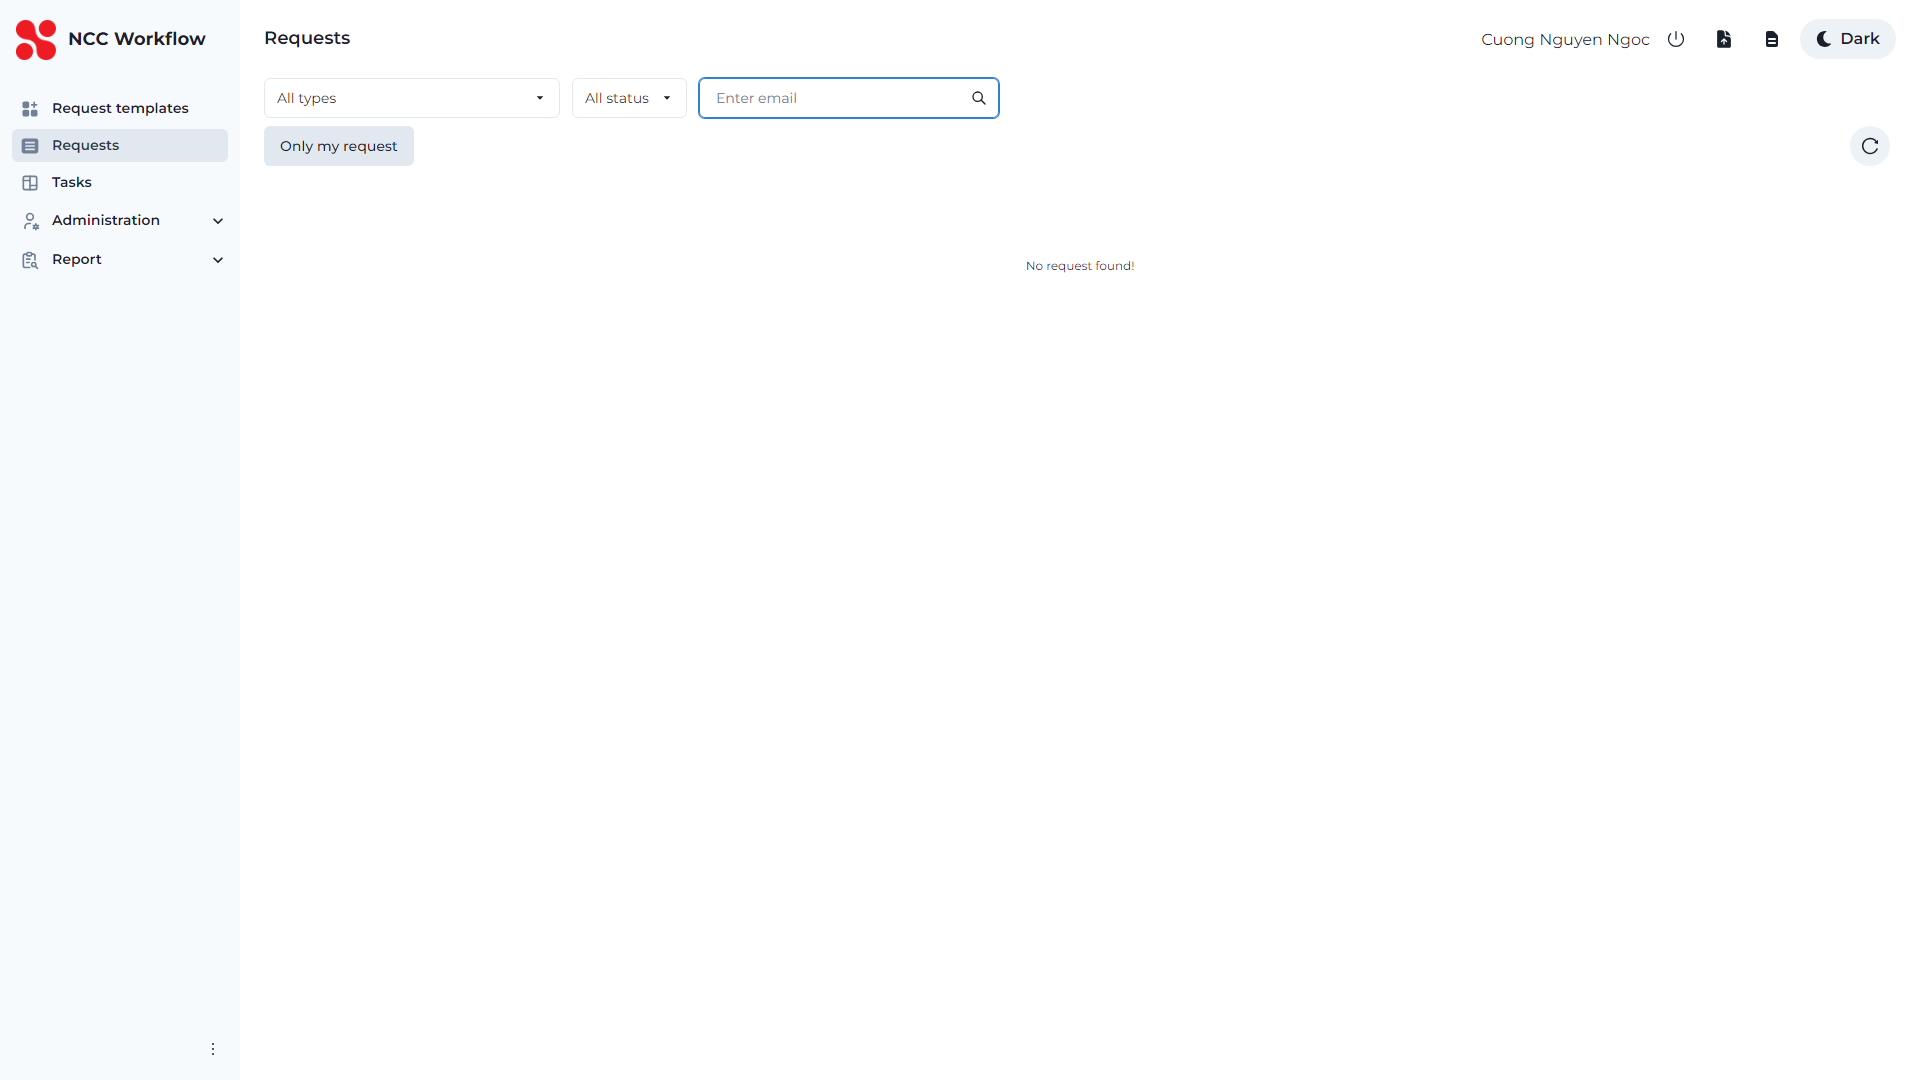 NCC Workflow
Requests
Cuong Nguyen Ngoc
Dark
Request templates
Requests
Tasks
Administration
Report
All types
All status
Enter email
Only my request
No request found!